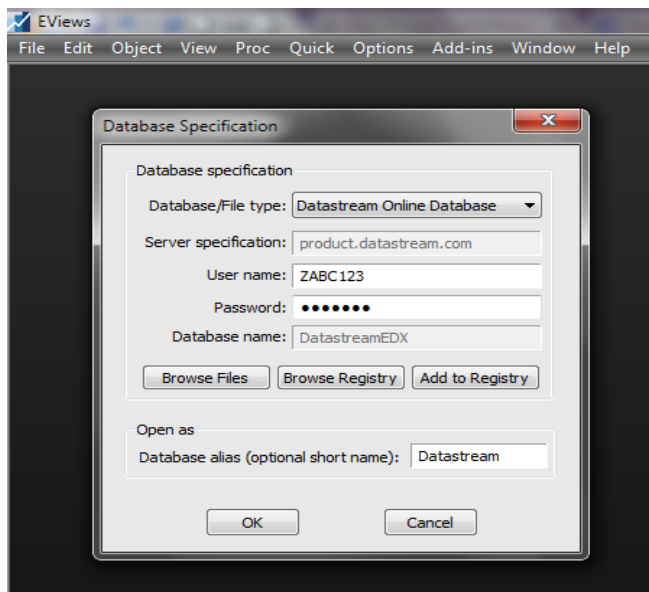 EViews
File Edit Object View Proc Quick Options Add-ins Window Help
Database Specification
Database specification
Database/File type: Datastream Online Database
Server specification: product.datastream.com
User name: ZABC123
Password: •••••••
Database name: DatastreamEDX
Browse Files Browse Registry Add to Registry
Open as
Database alias (optional short name): Datastream
OK Cancel